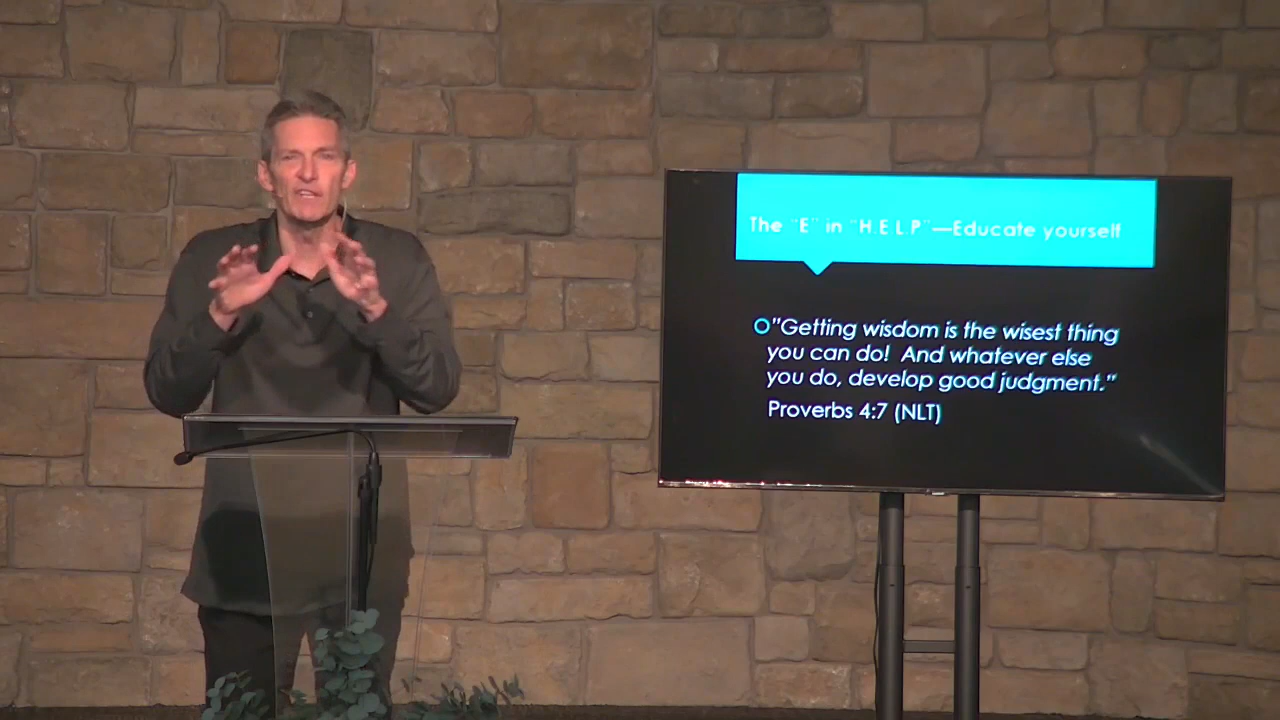 The "E" in "H.E.L.P"—Educate yourself
"Getting wisdom is the wisest thing
you can do! And whatever else
you do, develop good judgment."
Proverbs 4:7 (NLT)